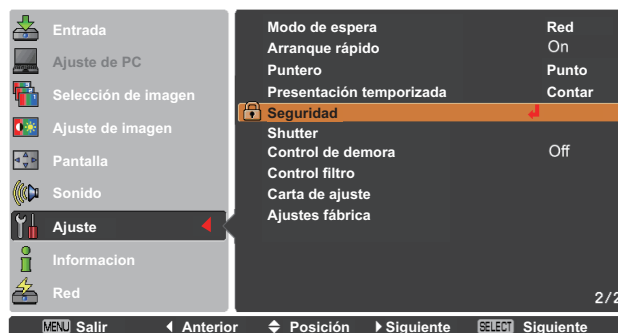 Entrada
Ajuste de PC
Selección de imagen
Ajuste de imagen
Pantalla
Sonido
Ajuste
Informacion
Red
Modo de espera Red
Arranque rápido On
Puntero Punto
Presentación temporizada Contar
Seguridad
Shutter
Control de demora Off
Control filtro
Carta de ajuste
Ajustes fábrica
2/2
MENU Salir Anterior Posición Siguiente SELECT Siguiente